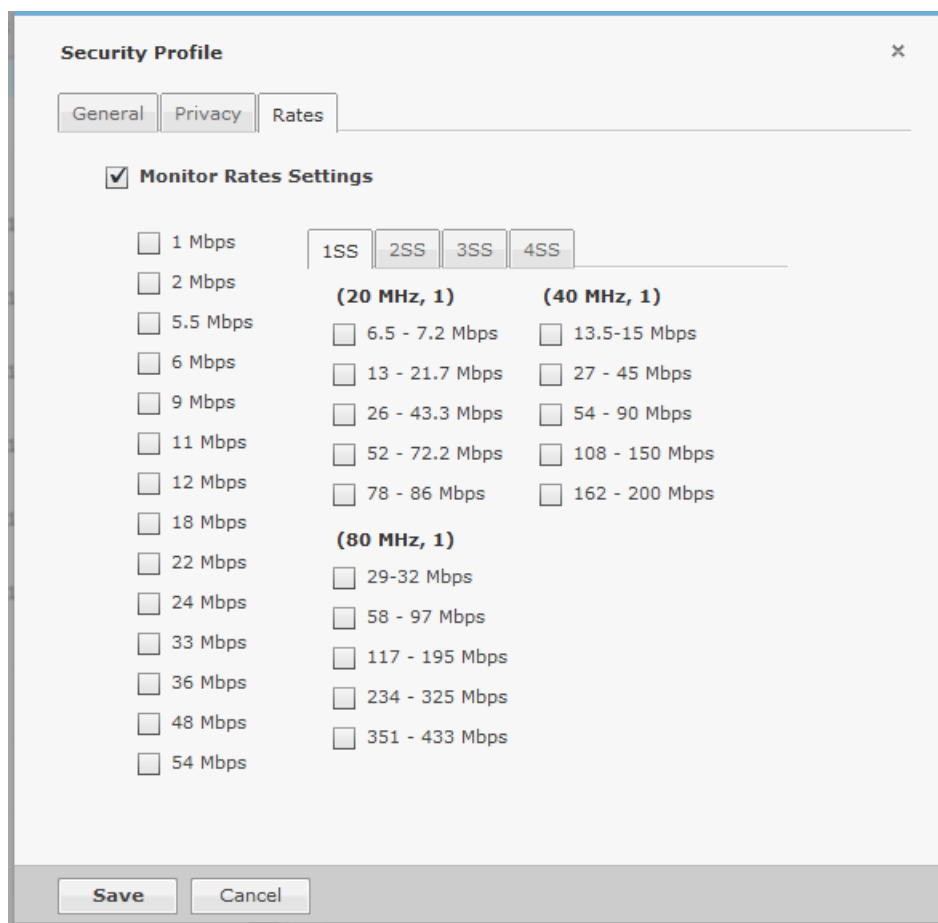 Security Profile
×
General Privacy Rates
Monitor Rates Settings
1 Mbps
2 Mbps
5.5 Mbps
6 Mbps
9 Mbps
11 Mbps
12 Mbps
18 Mbps
22 Mbps
24 Mbps
33 Mbps
36 Mbps
48 Mbps
54 Mbps
1SS 2SS 3SS 4SS
(20 MHz, 1)
6.5 - 7.2 Mbps
13 - 21.7 Mbps
26 - 43.3 Mbps
52 - 72.2 Mbps
78 - 86 Mbps
(40 MHz, 1)
13.5-15 Mbps
27 - 45 Mbps
54 - 90 Mbps
108 - 150 Mbps
162 - 200 Mbps
(80 MHz, 1)
29-32 Mbps
58 - 97 Mbps
117 - 195 Mbps
234 - 325 Mbps
351 - 433 Mbps
Save Cancel